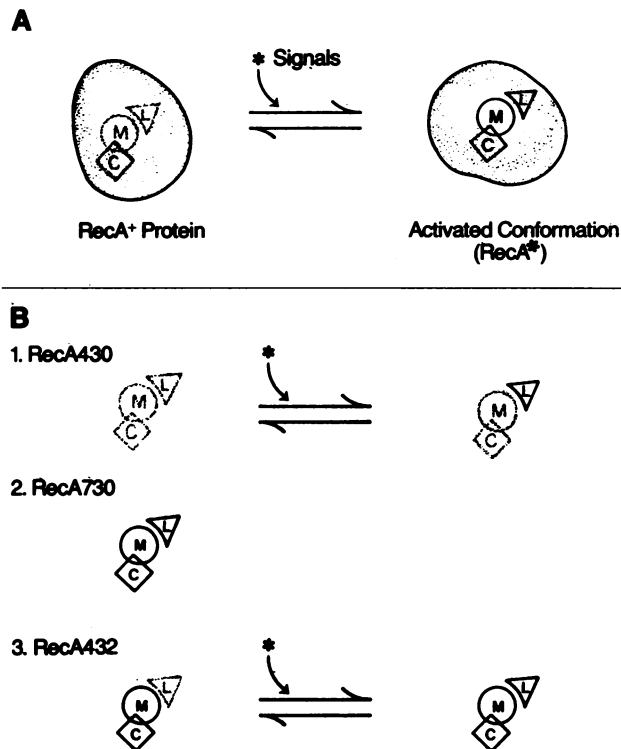 A
* Signals
L
M
C
L
M
C
RecA+ Protein
Activated Conformation
(RecA*)
B
1. RecA430
*
L
M
C
L
M
C
2. RecA730
L
M
C
3. RecA432
*
L
M
C
L
M
C